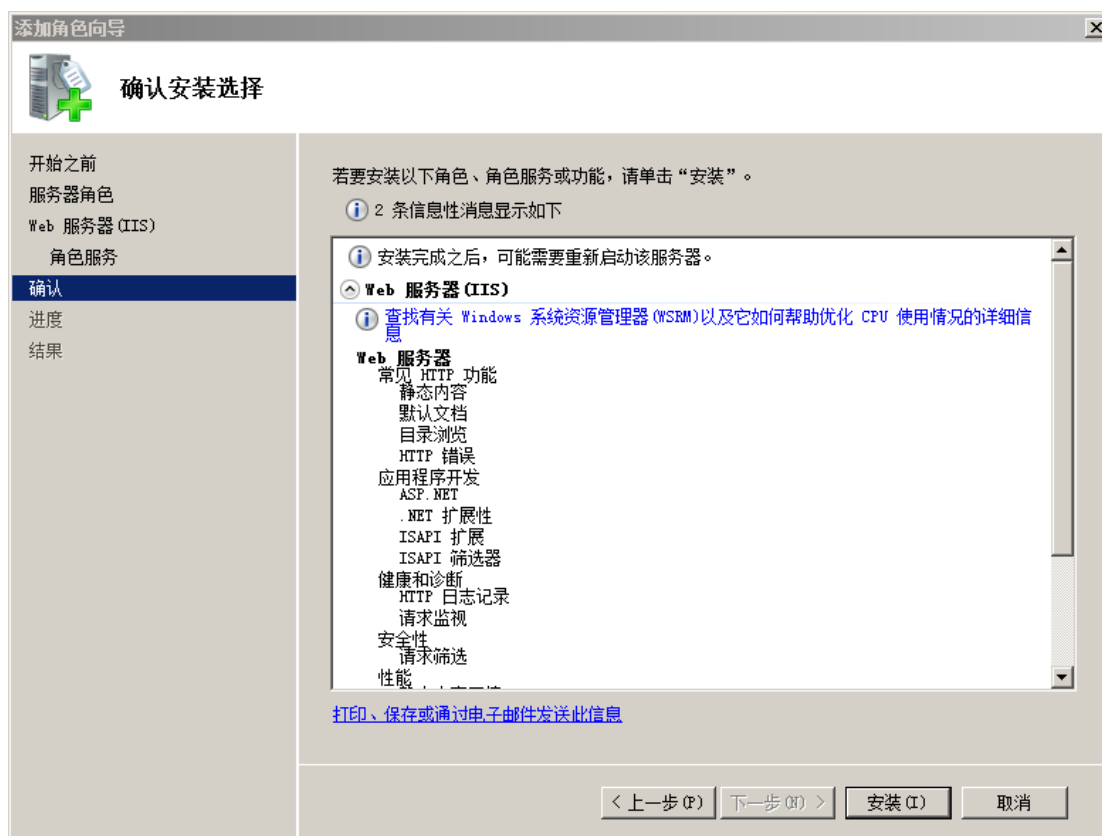 添加角色向导
确认安装选择
开始之前
服务器角色
Web 服务器(IIS)
角色服务
确认
进度
结果
若要安装以下角色、角色服务或功能，请单击“安装”。
2 条信息性消息显示如下
安装完成之后，可能需要重新启动该服务器。
Web 服务器(IIS)
查找有关 Windows 系统资源管理器(WSRM)以及它如何帮助优化 CPU 使用情况的详细信
息
Web 服务器
常见 HTTP 功能
静态内容
默认文档
目录浏览
HTTP 错误
应用程序开发
ASP.NET
.NET 扩展性
ISAPI 扩展
ISAPI 筛选器
健康和诊断
HTTP 日志记录
请求监视
安全性
请求筛选
性能
打印、保存或通过电子邮件发送此信息
< 上一步(P)
下一步(N) >
安装(I)
取消